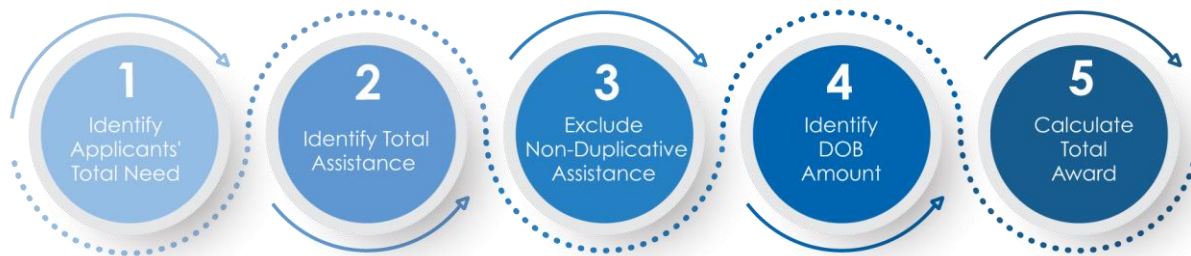 1
Identify
Applicants'
Total Need
2
Identify Total
Assistance
3
Exclude
Non-Duplicative
Assistance
4
Identify
DOB
Amount
5
Calculate
Total
Award